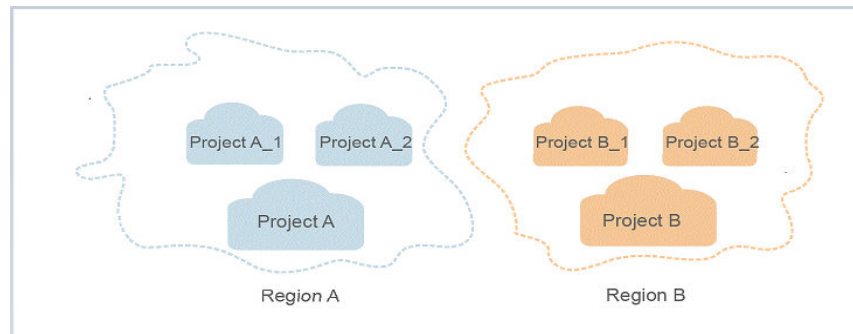 Project A_1
Project A_2
Project B_1
Project B_2
Project A
Project B
Region A
Region B